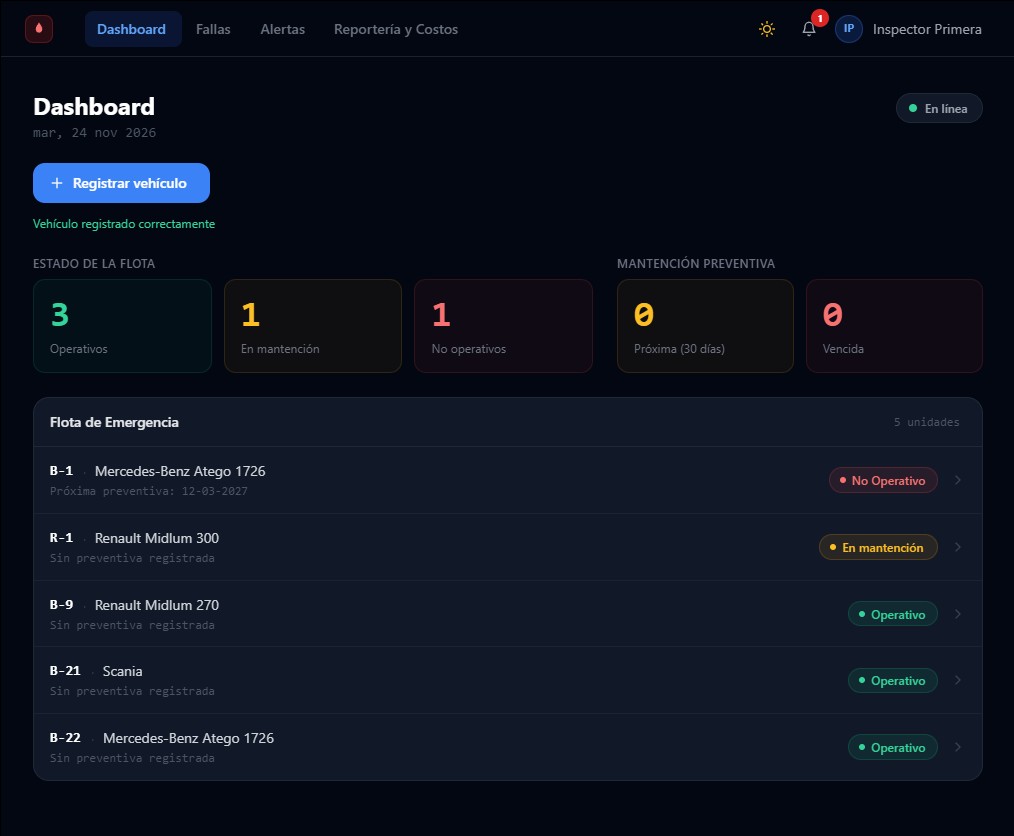 Dashboard Fallas Alertas Reportería y Costos 1 IP Inspector Primera
Dashboard
mar, 24 nov 2026
En línea
+ Registrar vehículo
Vehículo registrado correctamente
ESTADO DE LA FLOTA
3
Operativos
1
En mantención
1
No operativos
MANTENCIÓN PREVENTIVA
0
Próxima (30 días)
0
Vencida
Flota de Emergencia 5 unidades
B-1 · Mercedes-Benz Atego 1726
Próxima preventiva: 12-03-2027
No Operativo
R-1 · Renault Midlum 300
Sin preventiva registrada
En mantención
B-9 · Renault Midlum 270
Sin preventiva registrada
Operativo
B-21 · Scania
Sin preventiva registrada
Operativo
B-22 · Mercedes-Benz Atego 1726
Sin preventiva registrada
Operativo